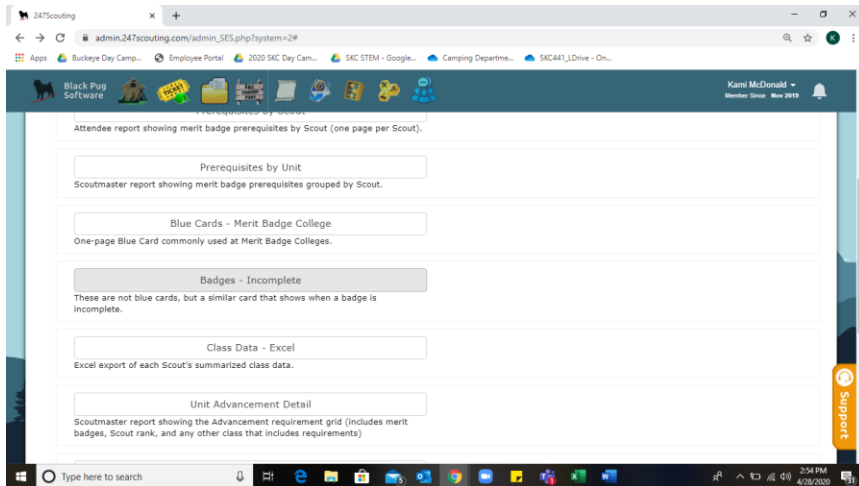 247Scouting
admin.247scouting.com/admin_SES.php?system=2#
Apps Buckeye Day Camp... Employee Portal 2020 SKC Day Cam... SKC STEM - Google... Camping Departme... SKC441_LDrive - On...
Black Pug
Software
Kami McDonald
Member Since Nov 2019
Prerequisites by Scout
Attendee report showing merit badge prerequisites by Scout (one page per Scout).
Prerequisites by Unit
Scoutmaster report showing merit badge prerequisites grouped by Scout.
Blue Cards - Merit Badge College
One-page Blue Card commonly used at Merit Badge Colleges.
Badges - Incomplete
These are not blue cards, but a similar card that shows when a badge is
incomplete.
Class Data - Excel
Excel export of each Scout's summarized class data.
Unit Advancement Detail
Scoutmaster report showing the Advancement requirement grid (includes merit
badges, Scout rank, and any other class that includes requirements)
Support
Type here to search
2:54 PM
4/28/2020